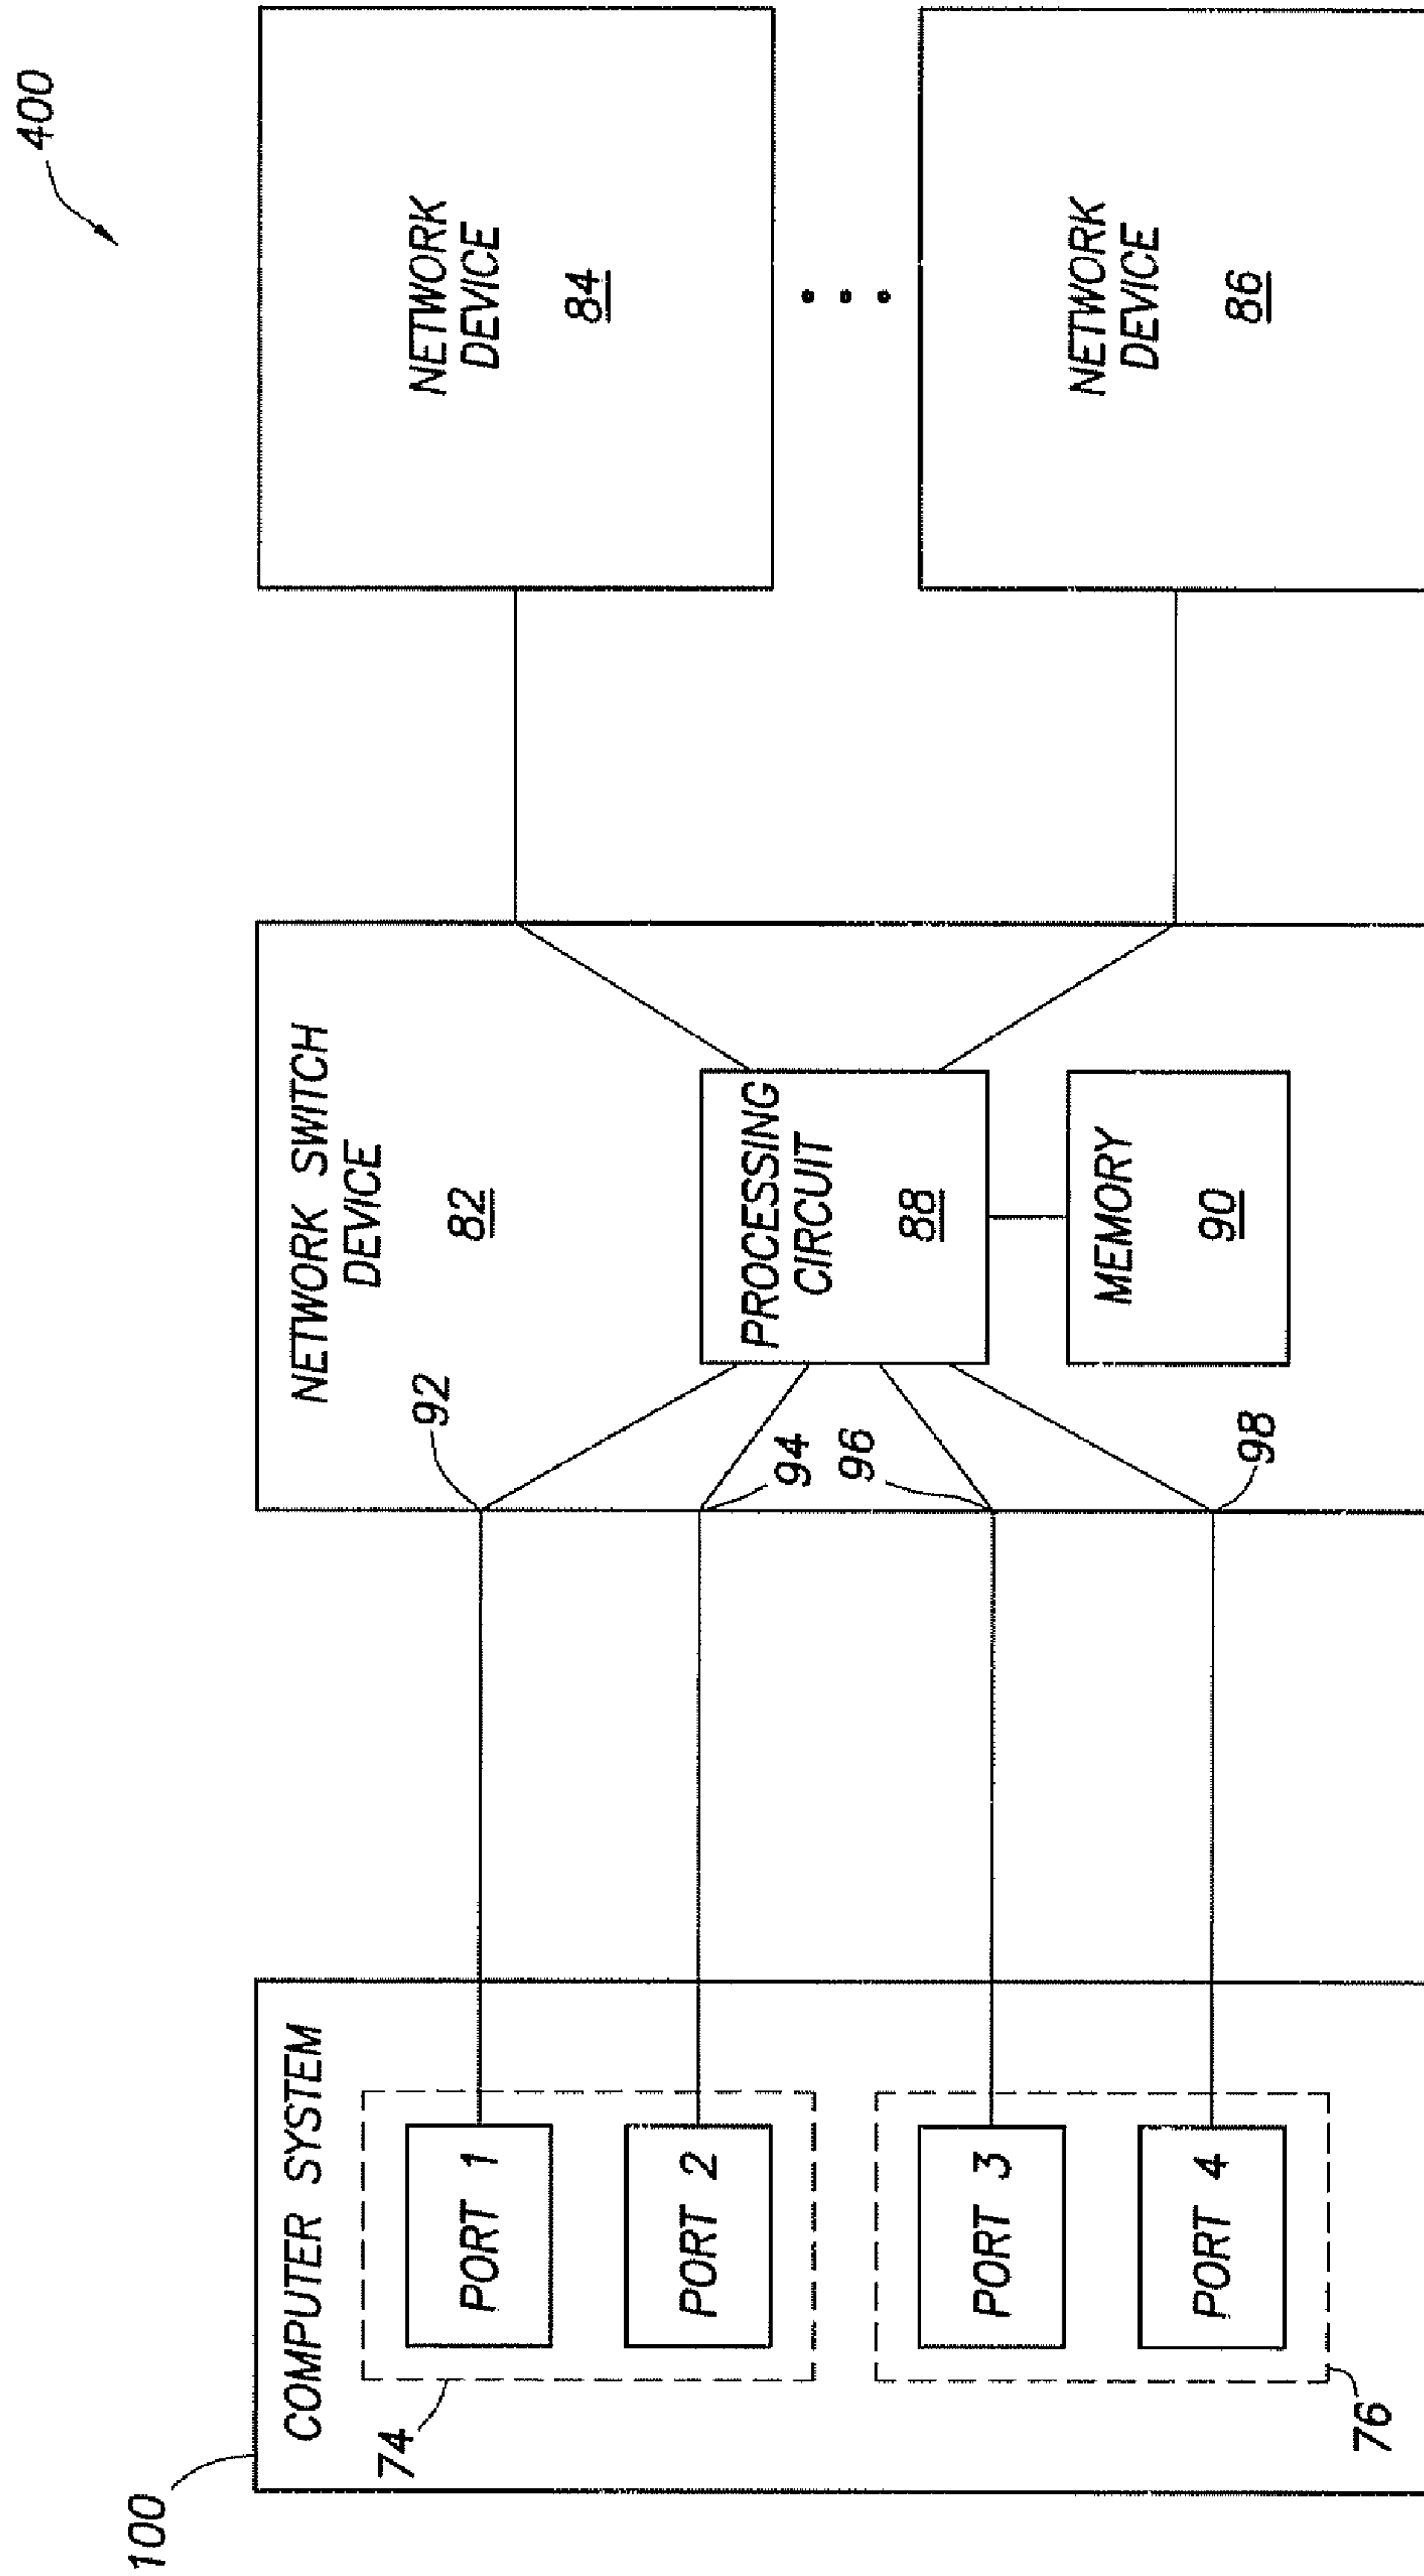 400
100
COMPUTER SYSTEM
74
PORT 1
PORT 2
PORT 3
PORT 4
76
NETWORK SWITCH
DEVICE
82
92
94
96
98
PROCESSING
CIRCUIT
88
MEMORY
90
NETWORK
DEVICE
84
NETWORK
DEVICE
86